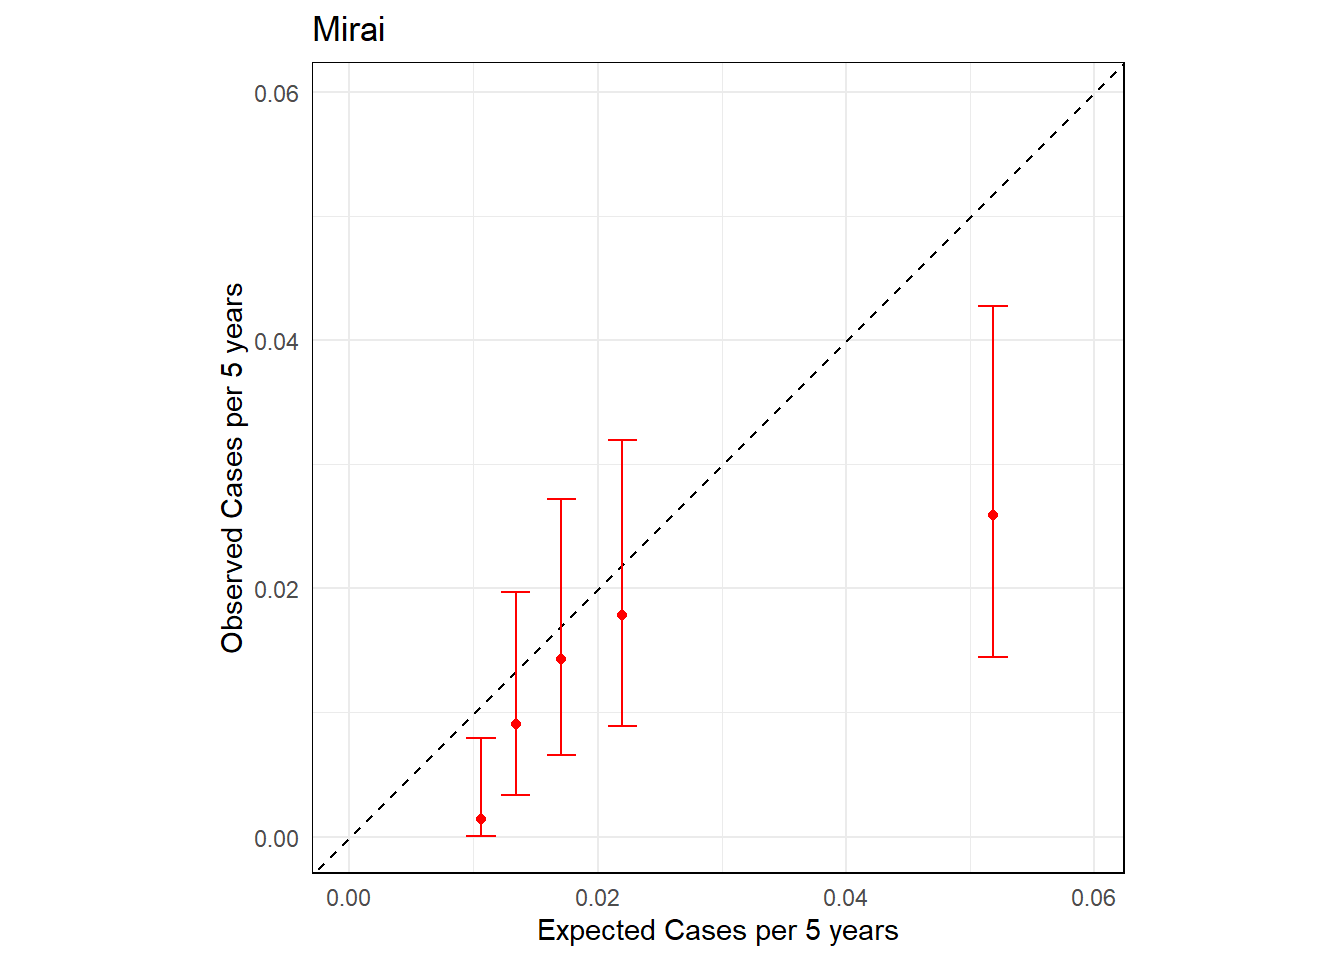 Mirai
Observed Cases per 5 years
0.06
0.04
0.02
0.00
0.00 0.02 0.04 0.06
Expected Cases per 5 years